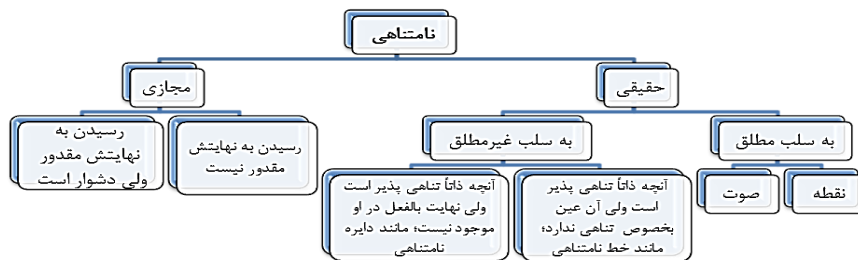 نامتناهی
حقیقی
مجازی
به سلب مطلق
به سلب غیرمطلق
رسیدن به نهایتش
مقدور نیست
رسیدن به
نهایتش مقدور
ولی دشوار است
نقطه
صوت
آنچه ذاتاً تناهی پذیر
است ولی آن عین
بخصوص تناهی ندارد؛
مانند خط نامتناهی
آنچه ذاتاً تناهی پذیر است
ولی نهایت بالفعل در او
موجود نیست؛ مانند دایره
نامتناهی